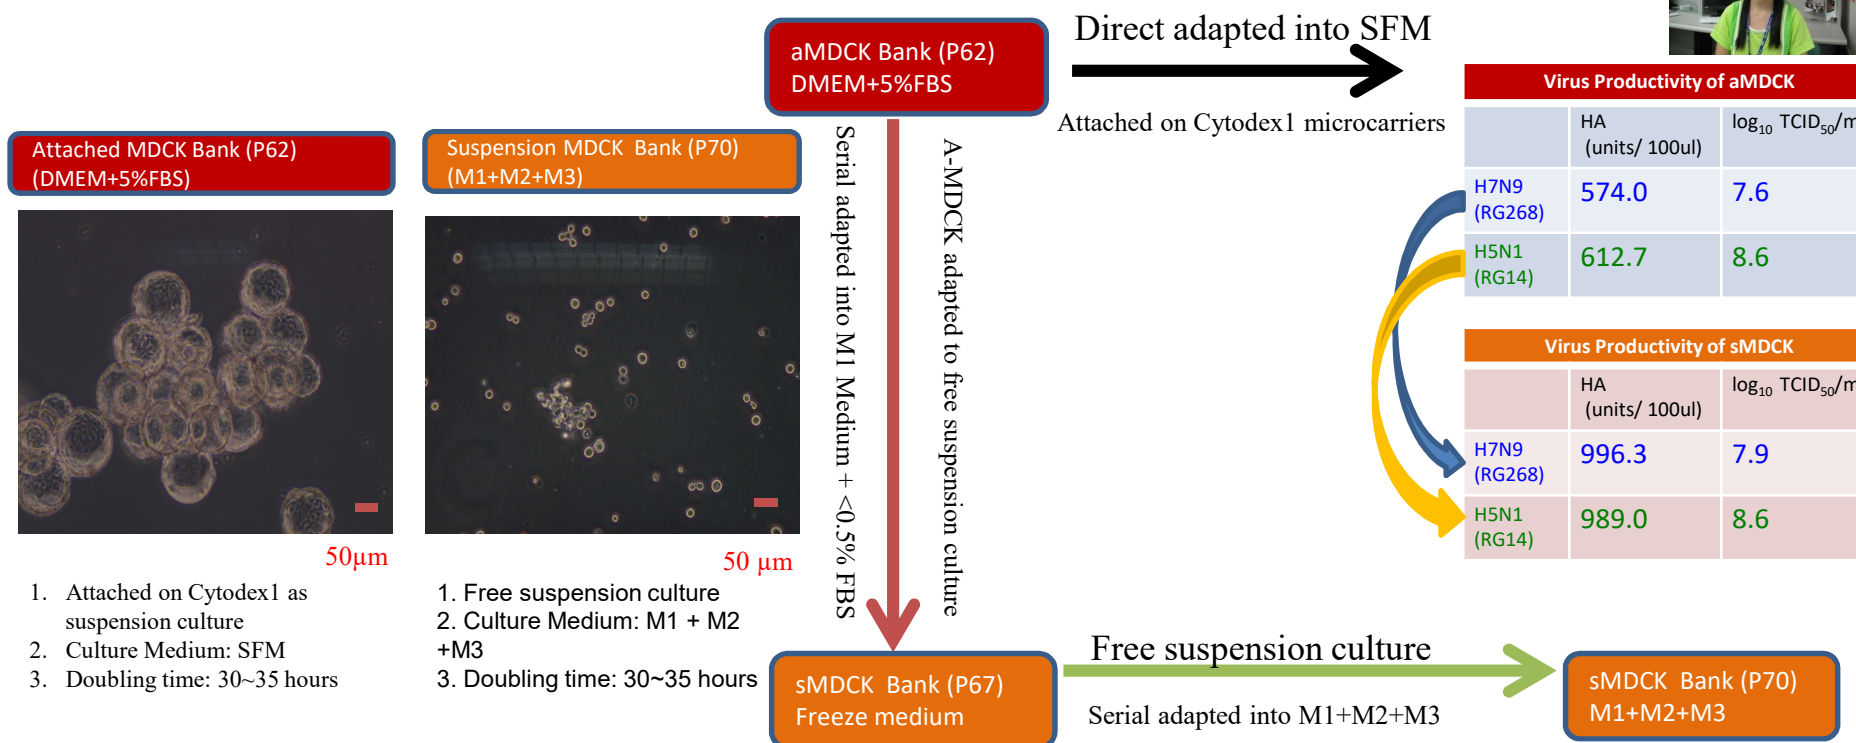 aMDCK Bank (P62)
DMEM+5%FBS
Direct adapted into SFM
Attached on Cytodex1 microcarriers
Attached MDCK Bank (P62)
(DMEM+5%FBS)
Suspension MDCK  Bank (P70)
(M1+M2+M3)
50μm
50 μm
1. Attached on Cytodex1 as
suspension culture
2. Culture Medium: SFM
3. Doubling time: 30~35 hours
1. Free suspension culture
2. Culture Medium: M1 + M2
+M3
3. Doubling time: 30~35 hours
Serial adapted into M1 Medium + <0.5% FBS
A-MDCK adapted to free suspension culture
Virus Productivity of aMDCK
HA
(units/ 100ul)
log10 TCID50/m
H7N9
(RG268)
574.0
7.6
H5N1
(RG14)
612.7
8.6
Virus Productivity of sMDCK
HA
(units/ 100ul)
log10 TCID50/m
H7N9
(RG268)
996.3
7.9
H5N1
(RG14)
989.0
8.6
sMDCK  Bank (P67)
Freeze medium
Free suspension culture
Serial adapted into M1+M2+M3
sMDCK  Bank (P70)
M1+M2+M3